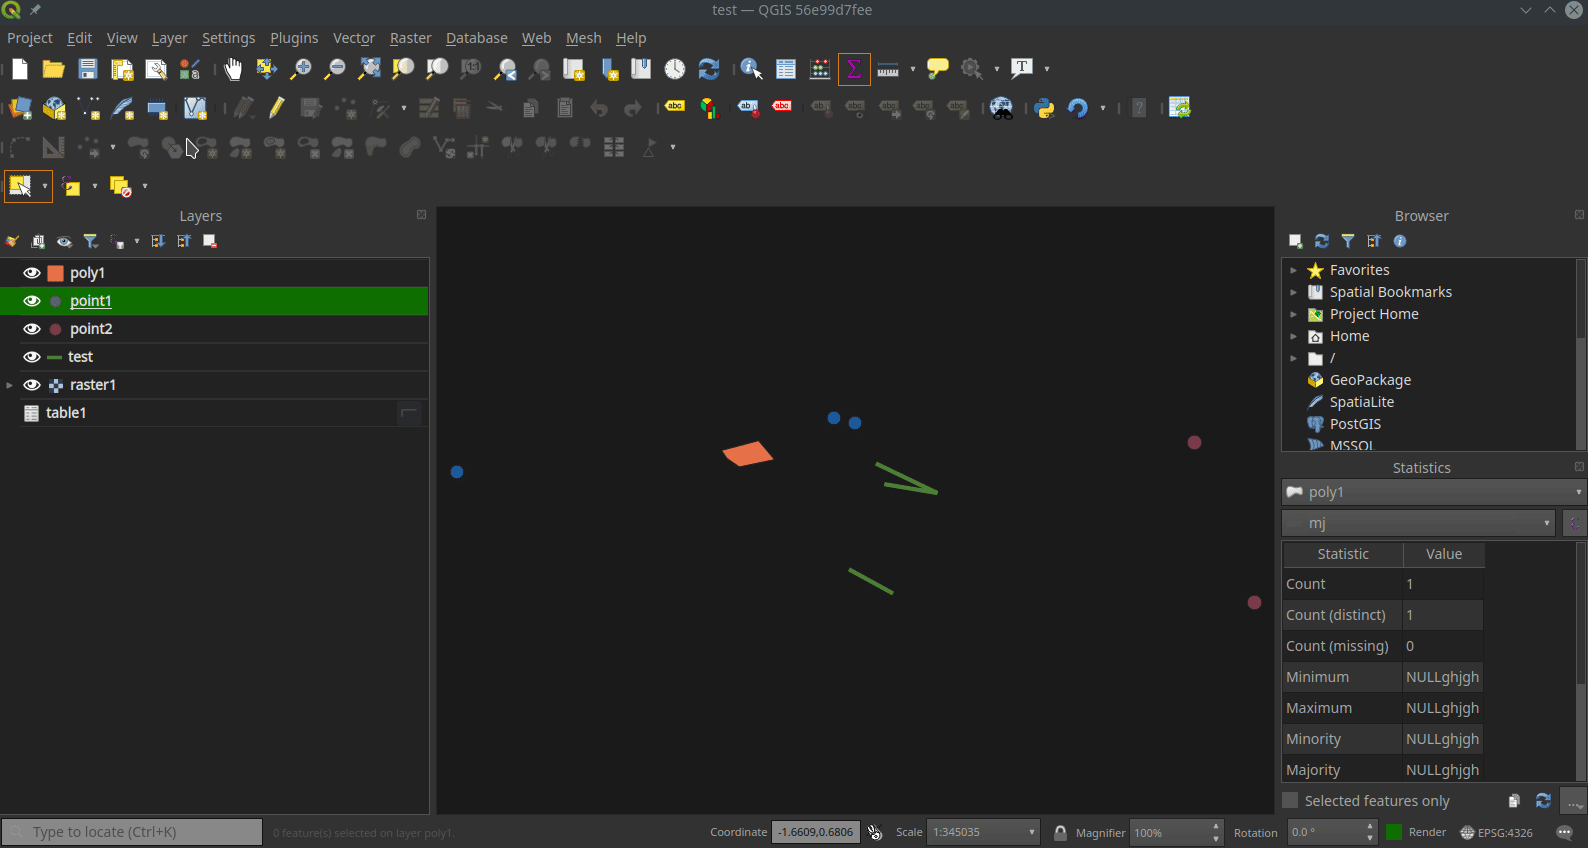 test — QGIS 56e99d7fee
Project Edit View Layer Settings Plugins Vector Raster Database Web Mesh Help
abc abc abc
Layers
poly1
point1
point2
test
raster1
table1
Browser
Favorites
Spatial Bookmarks
Project Home
Home
/
GeoPackage
SpatiaLite
PostGIS
MSSQL
Statistics
poly1
mj
Statistic Value
Count 1
Count (distinct) 1
Count (missing) 0
Minimum NULLghjgh
Maximum NULLghjgh
Minority NULLghjgh
Majority NULLghjgh
Selected features only
Type to locate (Ctrl+K) 0 feature(s) selected on layer poly1. Coordinate -1.6609,0.6806 Scale 1:345035 Magnifier 100% Rotation 0.0 ° Render EPSG:4326